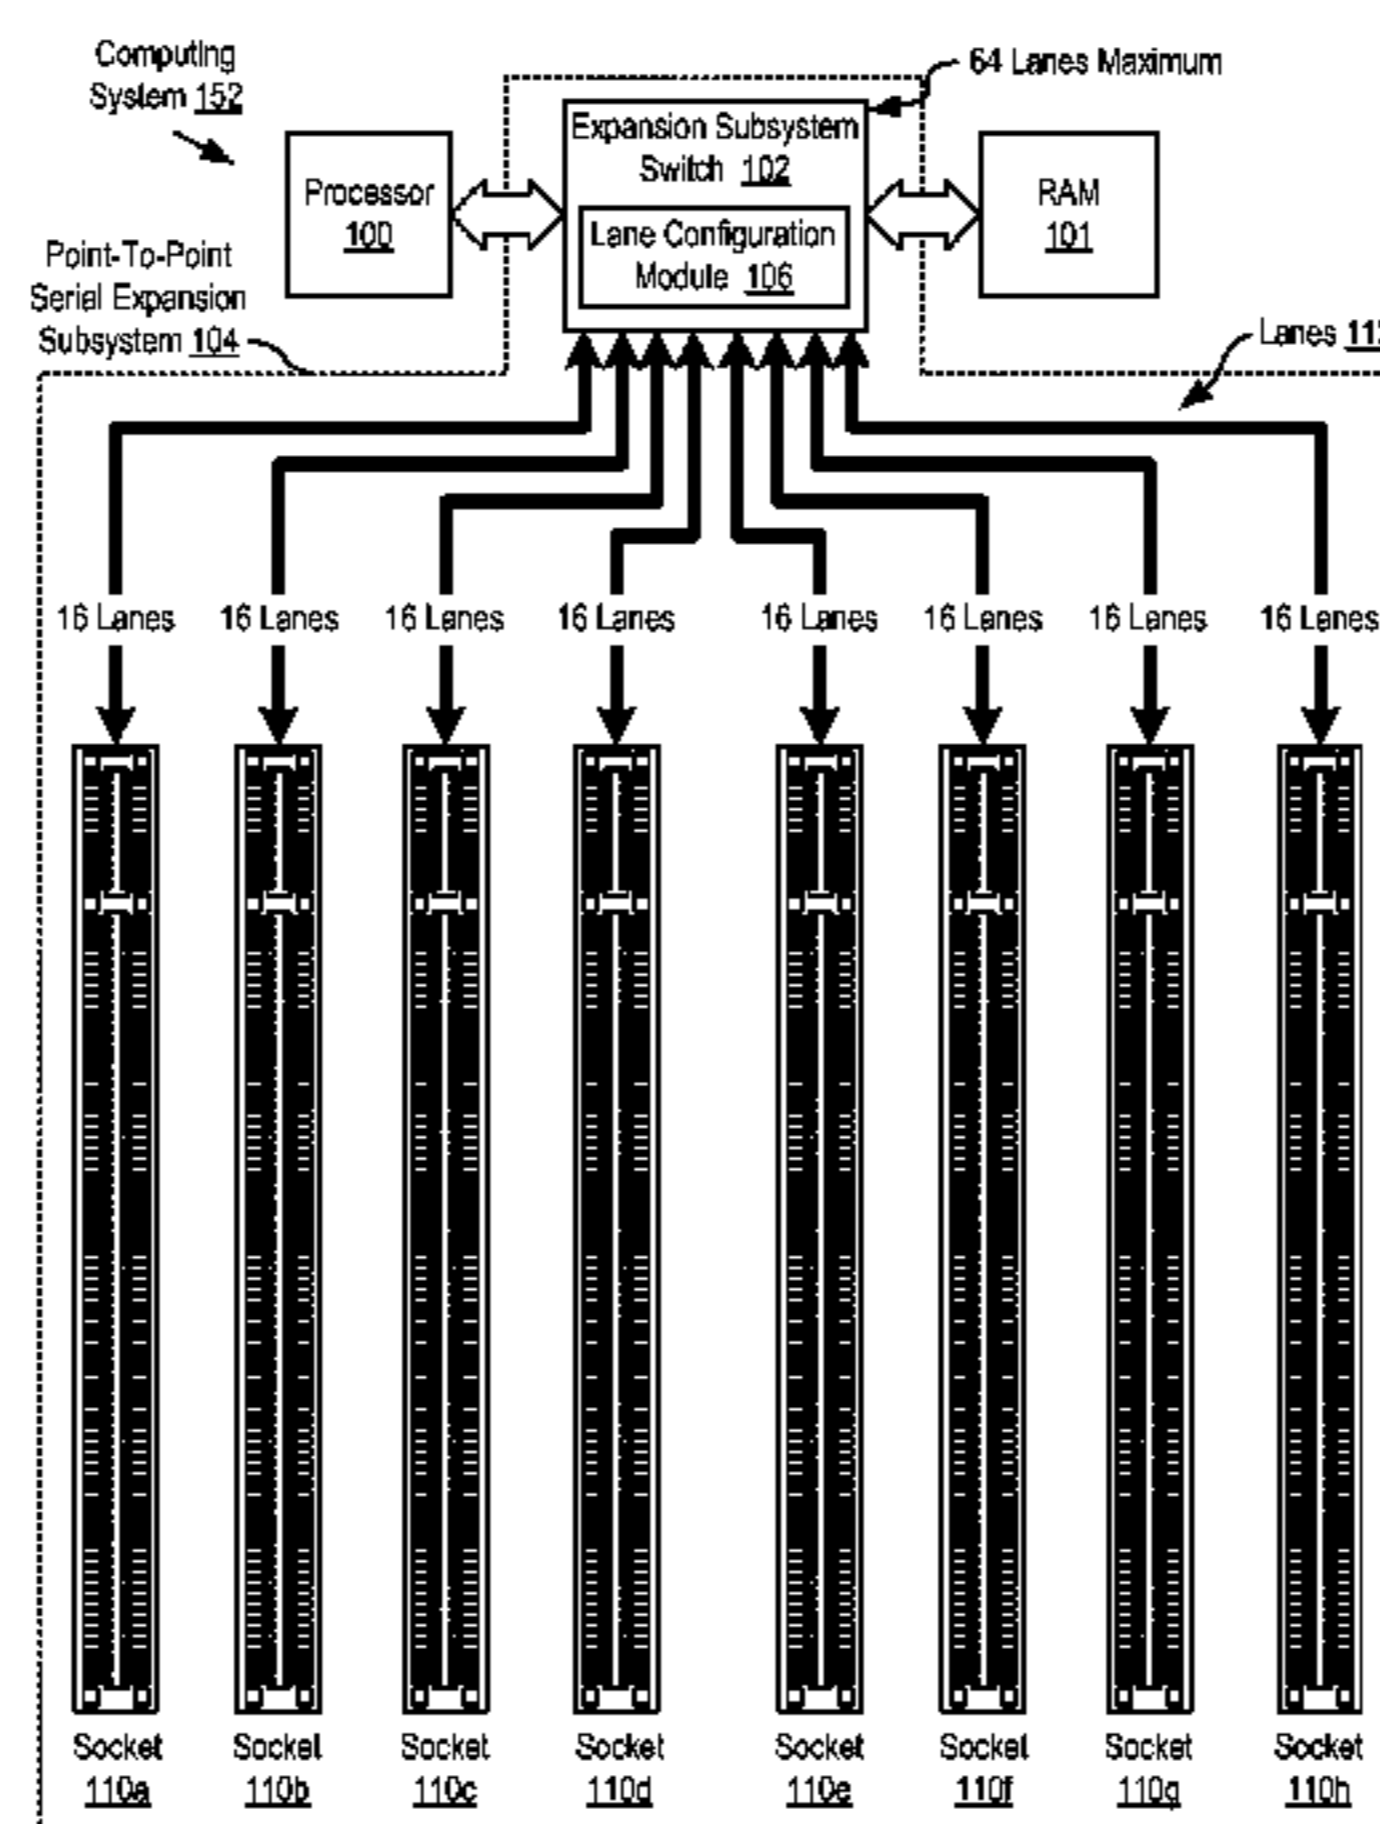 Computing
System 152
64 Lanes Maximum
Expansion Subsystem
Switch 102
Processor
100
RAM
101
Lane Configuration
Module 106
Point-To-Point
Serial Expansion
Subsystem 104
Lanes
16 Lanes
16 Lanes
16 Lanes
16 Lanes
16 Lanes
16 Lanes
16 Lanes
16 Lanes
Socket
110a
Socket
110b
Socket
110c
Socket
110d
Socket
110e
Socket
110f
Socket
110g
Socket
110h